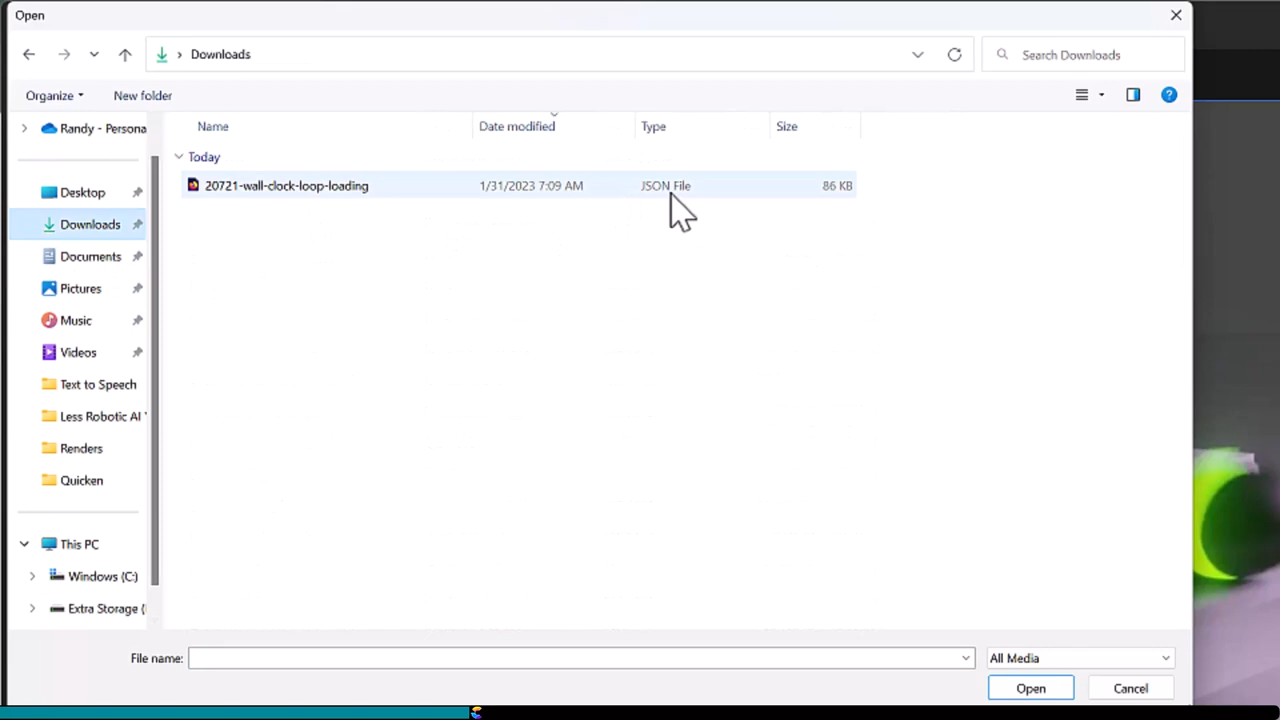 Open
Downloads
Search Downloads
Organize
New folder
Randy - Persona
Name
Date modified
Type
Size
Today
20721-wall-clock-loop-loading
1/31/2023 7:09 AM
JSON File
86 KB
Desktop
Downloads
Documents
Pictures
Music
Videos
Text to Speech
Less Robotic AI
Renders
Quicken
This PC
Windows (C:)
Extra Storage (
File name:
All Media
Open
Cancel